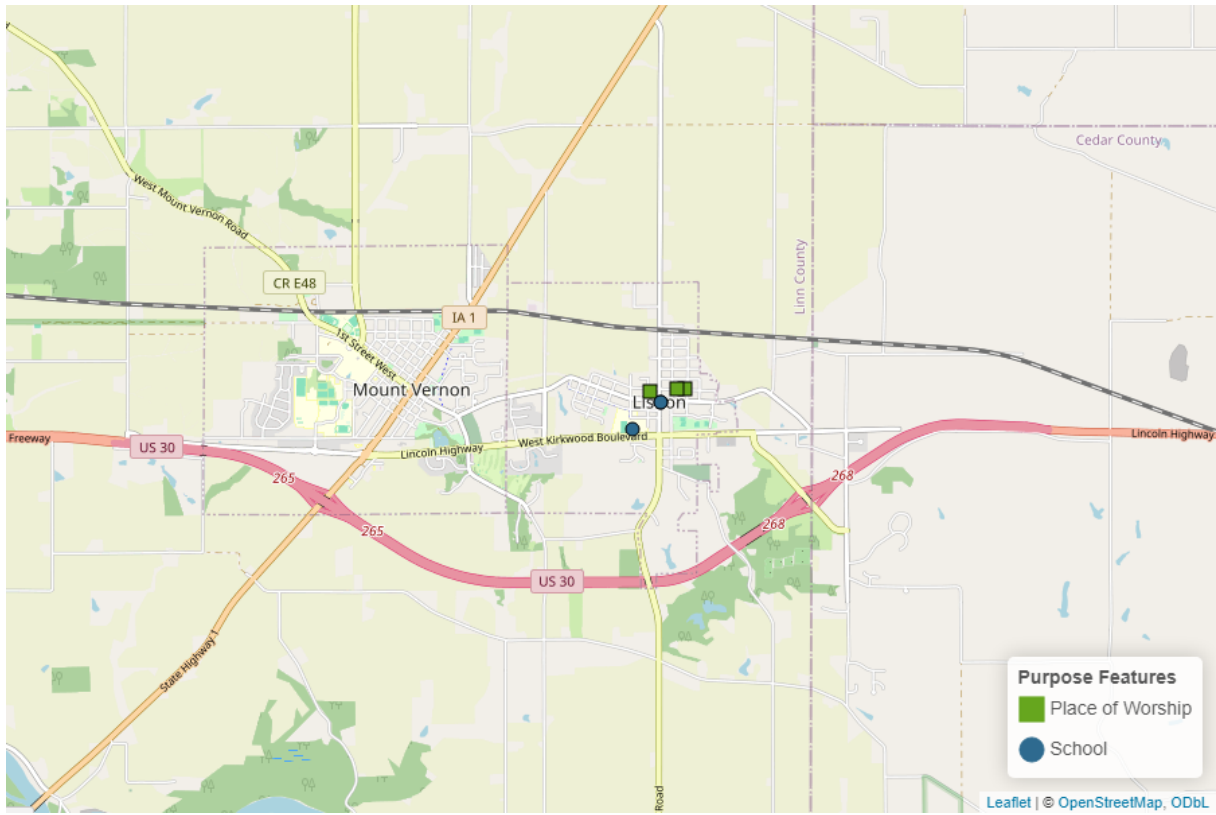 Cedar County
West Mount Vernon Road
Linn County
CR E48
IA 1
1st Street West
Mount Vernon
Freeway
US 30
Lincoln Highway
West Kirkwood Boulevard
Lincoln Highway
265
268
265
268
US 30
State Highway 1
Road
Purpose Features
Place of Worship
School
Leaflet | © OpenStreetMap, ODbL